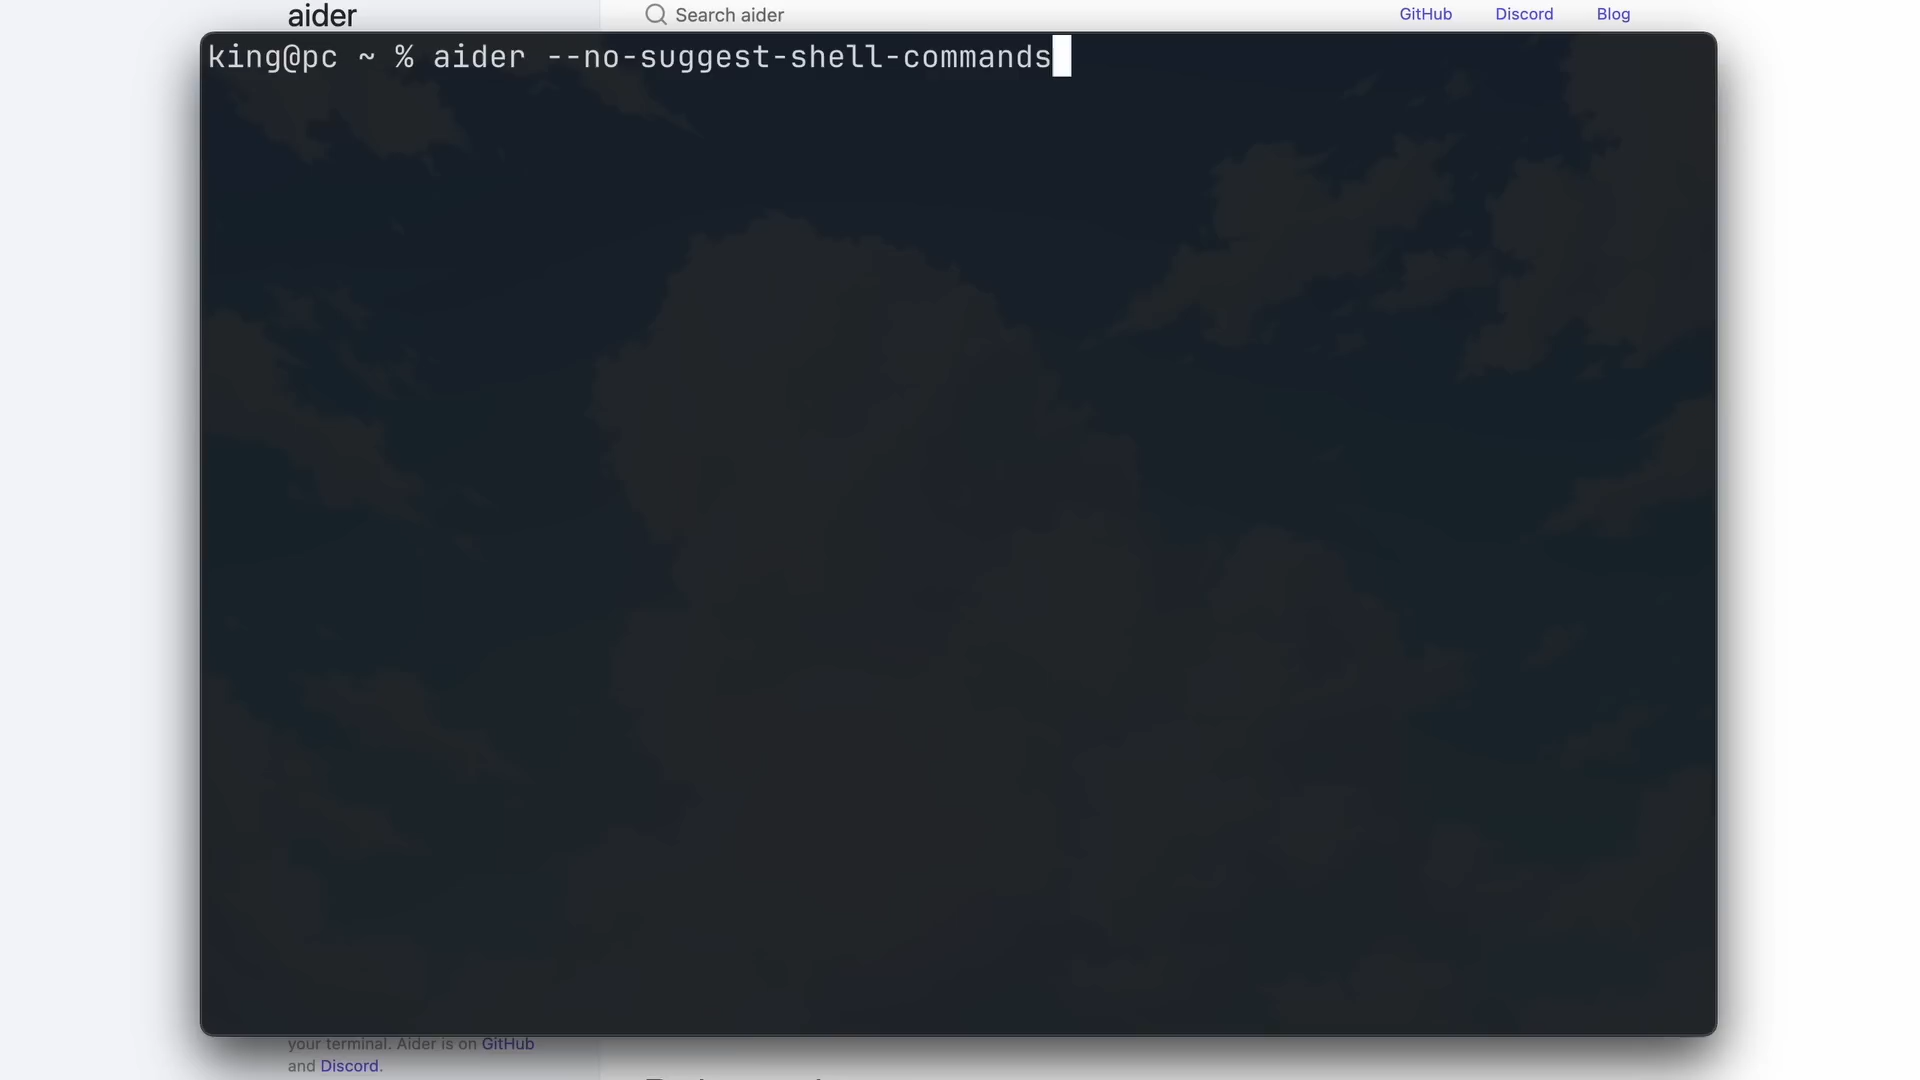 aider
Search aider
GitHub
Discord
Blog
king@pc ~ % aider --no-suggest-shell-commands
your terminal. Aider is on GitHub
and Discord.